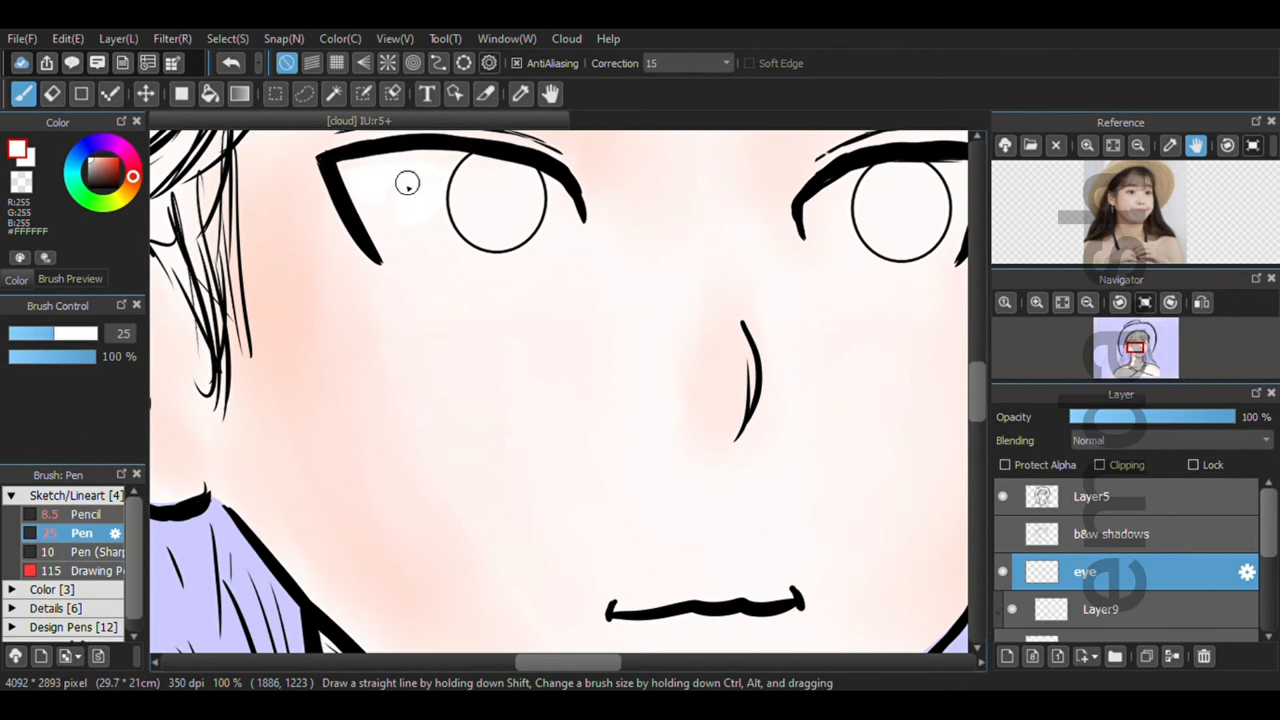 File(F) Edit(E) Layer(L) Filter(R) Select(S) Snap(N) Color(C) View(V) Tool(T) Window(W) Cloud Help
AntiAliasing Correction 15 Soft Edge
Color
[cloud] IU:r5+
Reference
R:255
G:255
B:255
#FFFFFF
Color Brush Preview
Navigator
Brush Control
25
100 %
Layer
Opacity 100 %
Blending Normal
Protect Alpha Clipping Lock
Brush: Pen
Sketch/Lineart [4]
8.5 Pencil
25 Pen
10 Pen (Sharp
115 Drawing P
Color [3]
Details [6]
Design Pens [12]
Layer5
b&w shadows
eye
Layer9
4092 * 2893 pixel (29.7 * 21cm) 350 dpi 100 % ( 1886, 1223 ) Draw a straight line by holding down Shift, Change a brush size by holding down Ctrl, Alt, and dragging